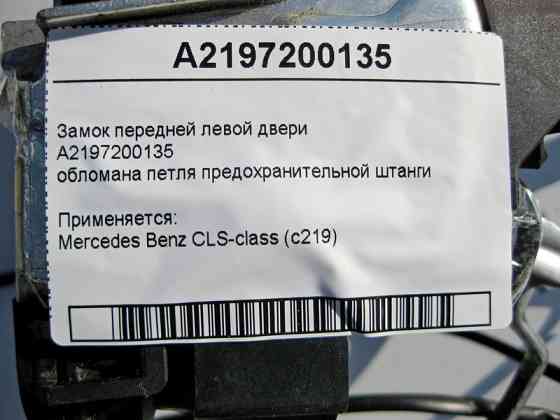 A2197200135
Замок передней левой двери
A2197200135
обломана петля предохранительной штанги
Применяется:
Mercedes Benz CLS-class (c219)